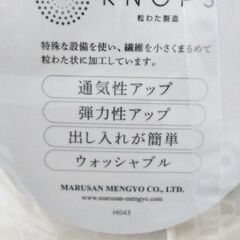 KNOPS
粒わた製造
特殊な設備を使い、繊維を小さくまるめて
粒わた状に加工しています。
通気性アップ
弾力性アップ
出し入れが簡単
ウォッシャブル
MARUSAN MENGYO CO., LTD.
www.marusan-mengyo.com
HI043